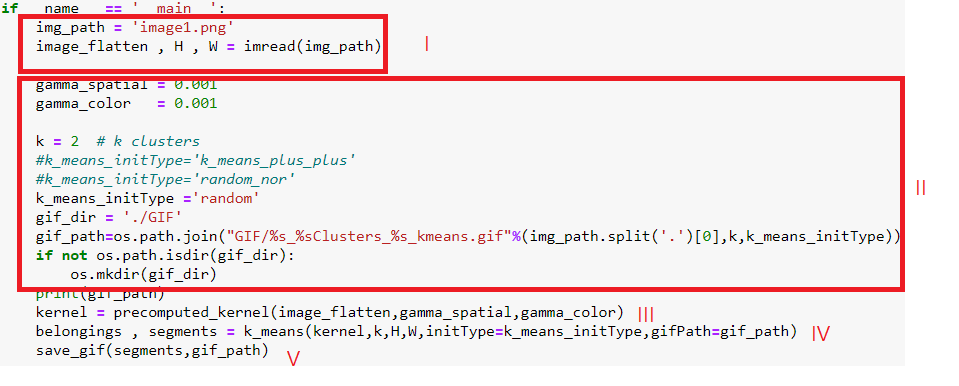 if __name__ == '__main__':
img_path = 'image1.png'
image_flatten , H , W = imread(img_path) |
gamma_spatial = 0.001
gamma_color   = 0.001
k = 2  # k clusters
#k_means_initType='k_means_plus_plus'
#k_means_initType='random_nor'
k_means_initType ='random'
||
gif_dir = './GIF'
gif_path=os.path.join("GIF/%s_%sClusters_%s_kmeans.gif"%(img_path.split('.')[0],k,k_means_initType))
if not os.path.isdir(gif_dir):
os.mkdir(gif_dir)
print(gif_path)
kernel = precomputed_kernel(image_flatten,gamma_spatial,gamma_color) |||
belongings , segments = k_means(kernel,k,H,W,initType=k_means_initType,gifPath=gif_path) |V
save_gif(segments,gif_path) V